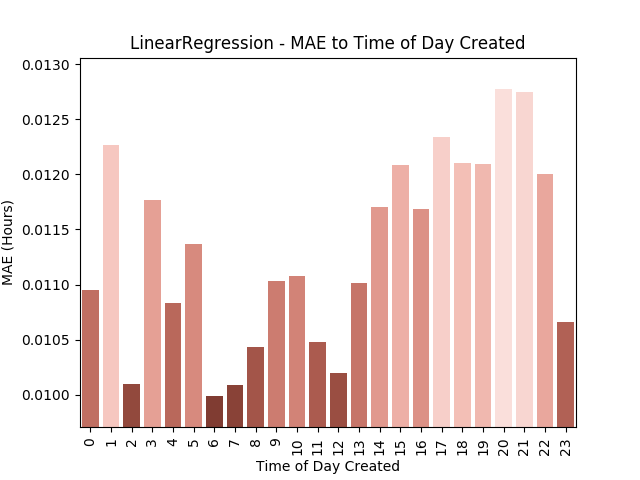 LinearRegression - MAE to Time of Day Created
0.0130
0.0125
0.0120
0.0115
0.0110
0.0105
0.0100
MAE (Hours)
0 1 2 3 4 5 6 7 8 9 10 11 12 13 14 15 16 17 18 19 20 21 22 23
Time of Day Created